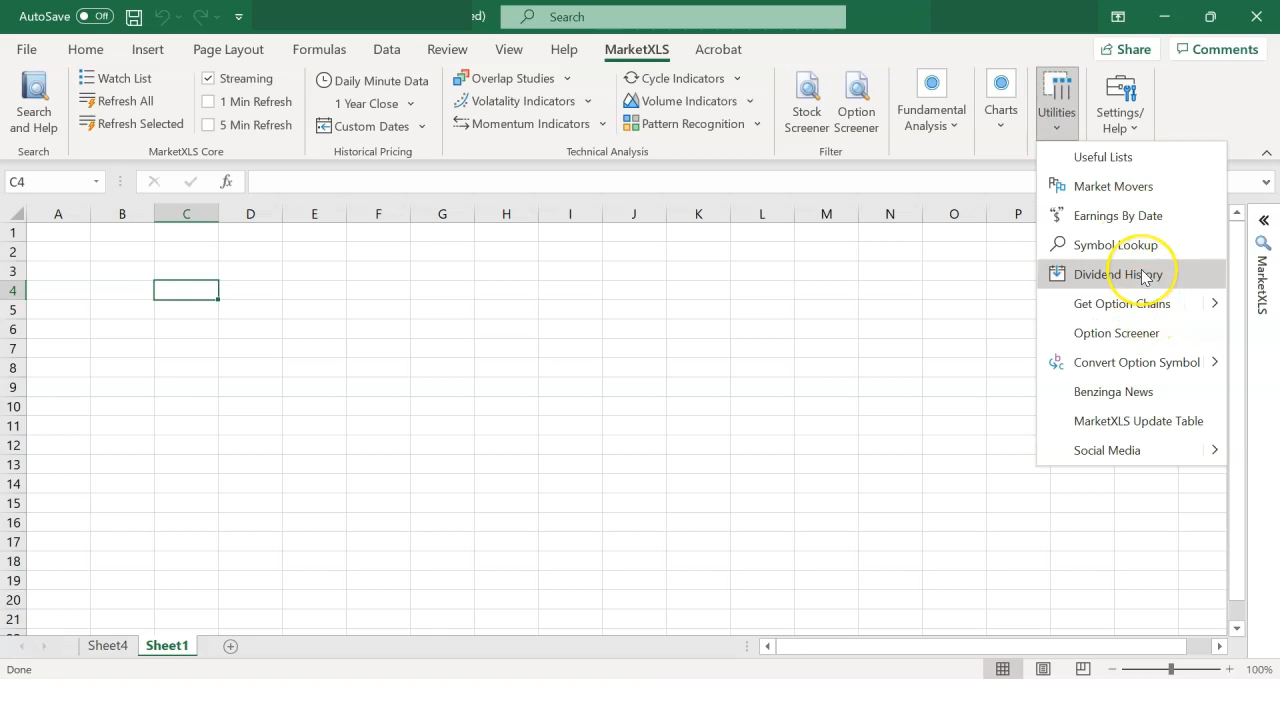 AutoSave Off ed) Search
File Home Insert Page Layout Formulas Data Review View Help MarketXLS Acrobat Share Comments
Search and Help
Search
Watch List
Refresh All
Refresh Selected
Streaming
1 Min Refresh
5 Min Refresh
MarketXLS Core
Daily/Minute Data
1 Year Close
Custom Dates
Historical Pricing
Overlap Studies
Volatality Indicators
Momentum Indicators
Cycle Indicators
Volume Indicators
Pattern Recognition
Technical Analysis
Stock Screener
Option Screener
Filter
Fundamental Analysis
Charts
Utilities
Settings/ Help
Useful Lists
Market Movers
Earnings By Date
Symbol Lookup
Dividend History
Get Option Chains
Option Screener
Convert Option Symbol
Benzinga News
MarketXLS Update Table
Social Media
C4 fx
A B C D E F G H I J K L M N O P
1
2
3
4
5
6
7
8
9
10
11
12
13
14
15
16
17
18
19
20
21
MarketXLS
Sheet4 Sheet1
Done 100%